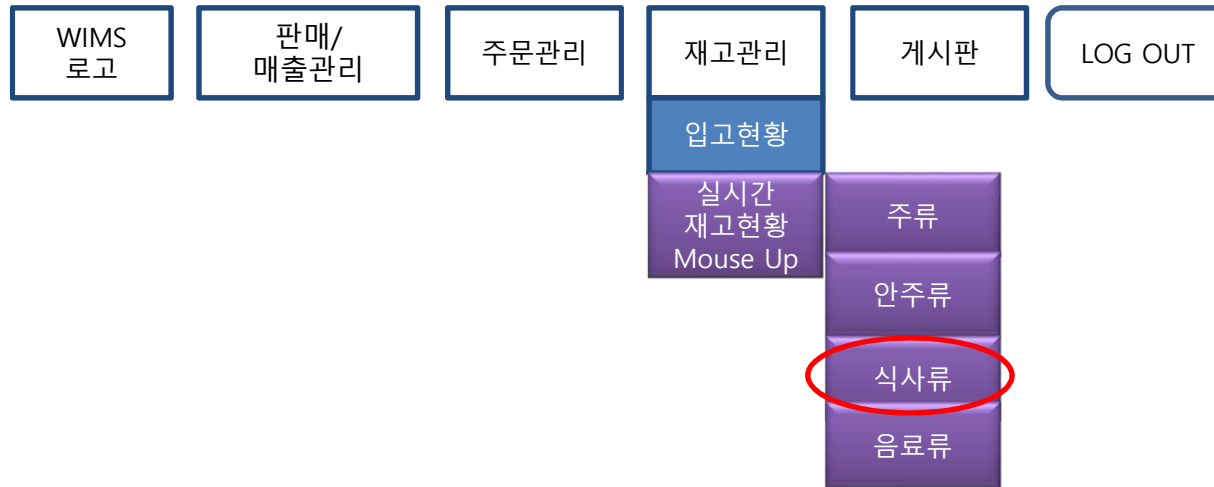 WIMS
로고
판매/
매출관리
주문관리
재고관리
게시판
LOG OUT
입고현황
실시간
재고현황
Mouse Up
주류
안주류
식사류
음료류